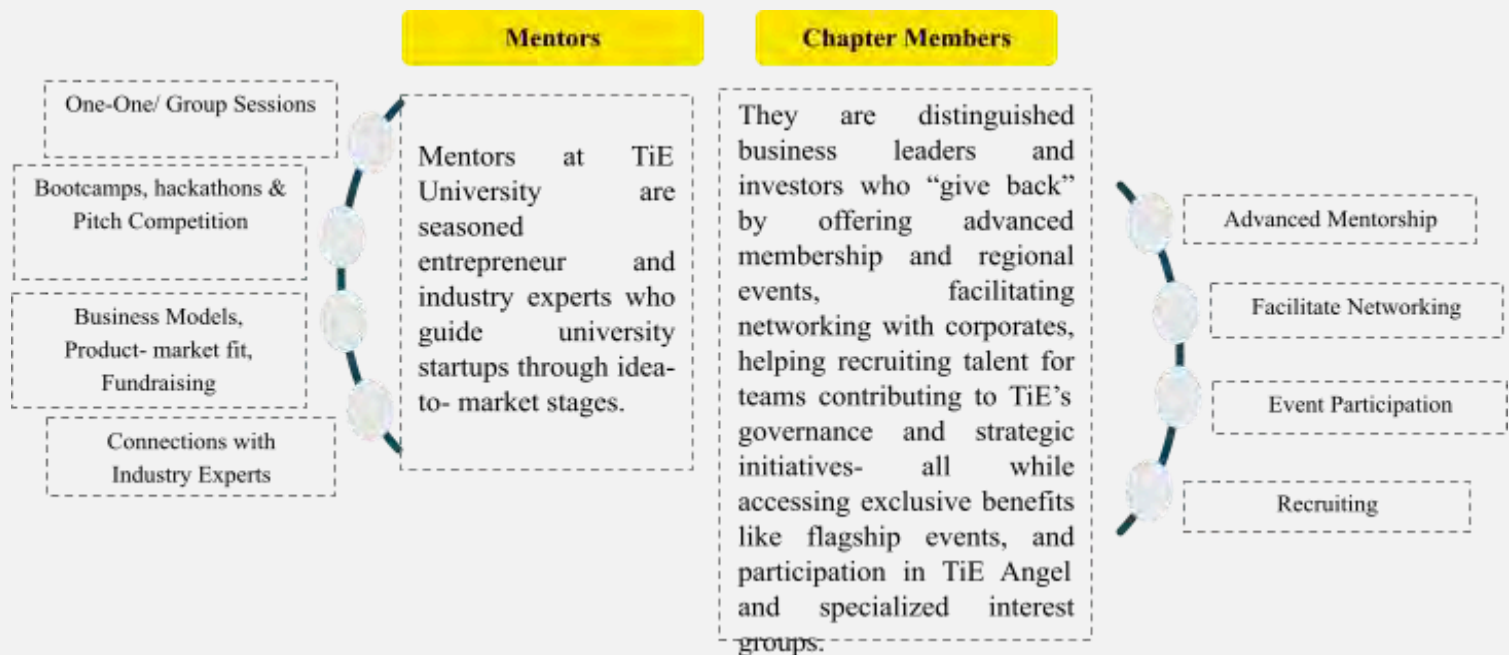 Mentors
Chapter Members
One-One/ Group Sessions
Bootcamps, hackathons &
Pitch Competition
Business Models,
Product- market fit,
Fundraising
Connections with
Industry Experts
Mentors at TiE
University are
seasoned
entrepreneur and
industry experts who
guide university
startups through idea-
to- market stages.
They are distinguished
business leaders and
investors who “give back”
by offering advanced
membership and regional
events, facilitating
networking with corporates,
helping recruiting talent for
teams contributing to TiE’s
governance and strategic
initiatives- all while
accessing exclusive benefits
like flagship events, and
participation in TiE Angel
and specialized interest
groups.
Advanced Mentorship
Facilitate Networking
Event Participation
Recruiting